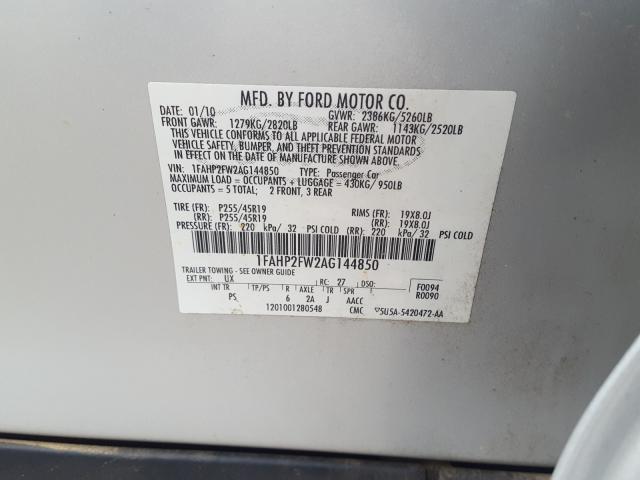 MFD. BY FORD MOTOR CO.
DATE: 01/10 GVWR: 2386KG/5260LB
FRONT GAWR: 1279KG/2820LB REAR GAWR: 1143KG/2520LB
THIS VEHICLE CONFORMS TO ALL APPLICABLE FEDERAL MOTOR
VEHICLE SAFETY, BUMPER, AND THEFT PREVENTION STANDARDS
IN EFFECT ON THE DATE OF MANUFACTURE SHOWN ABOVE.
VIN: 1FAHP2FW2AG144850 TYPE: Passenger Car
MAXIMUM LOAD = OCCUPANTS + LUGGAGE = 430KG/ 950LB
OCCUPANTS = 5 TOTAL: 2 FRONT, 3 REAR
TIRE (FR): P255/45R19 RIMS (FR): 19X8.0J
(RR): P255/45R19 (RR): 19X8.0J
PRESSURE (FR): 220 kPa/ 32 PSI COLD (RR): 220 kPa/ 32 PSI COLD
1FAHP2FW2AG144850
TRAILER TOWING - SEE OWNER GUIDE
EXT PNT: UX RC: 27 DSO: F0094
INT TR TP/PS R AXLE TR SPR R0090
PS 6 2A J AACC
1201001280548 CMC ▽5U5A-5420472-AA